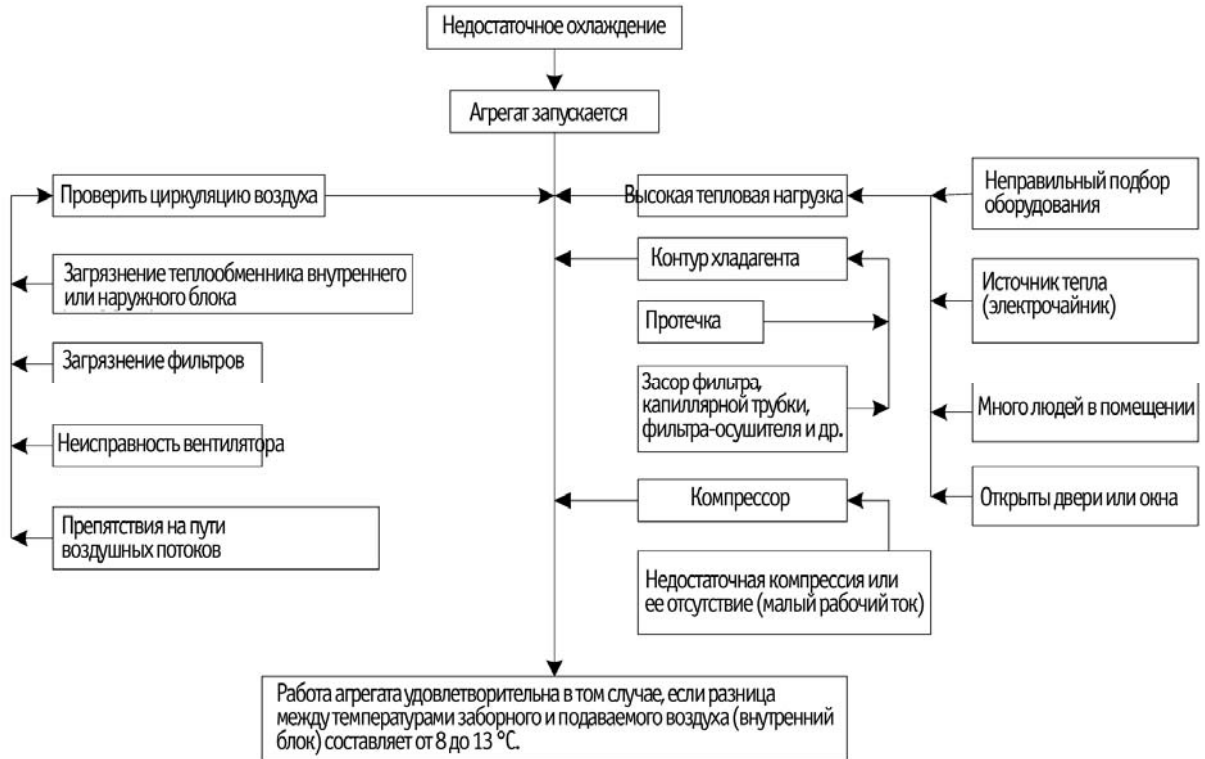 Недостаточное охлаждение
Агрегат запускается
Проверить циркуляцию воздуха
Загрязнение теплообменника внутреннего
или наружного блока
Загрязнение фильтров
Неисправность вентилятора
Препятствия на пути
воздушных потоков
Высокая тепловая нагрузка
Контур хладагента
Протечка
Засор фильтра,
капиллярной трубки,
фильтра-осушителя и др.
Компрессор
Недостаточная компрессия или
ее отсутствие (малый рабочий ток)
Неправильный подбор
оборудования
Источник тепла
(электрочайник)
Много людей в помещении
Открыты двери или окна
Работа агрегата удовлетворительна в том случае, если разница
между температурами заборного и подаваемого воздуха (внутренний
блок) составляет от 8 до 13 °C.